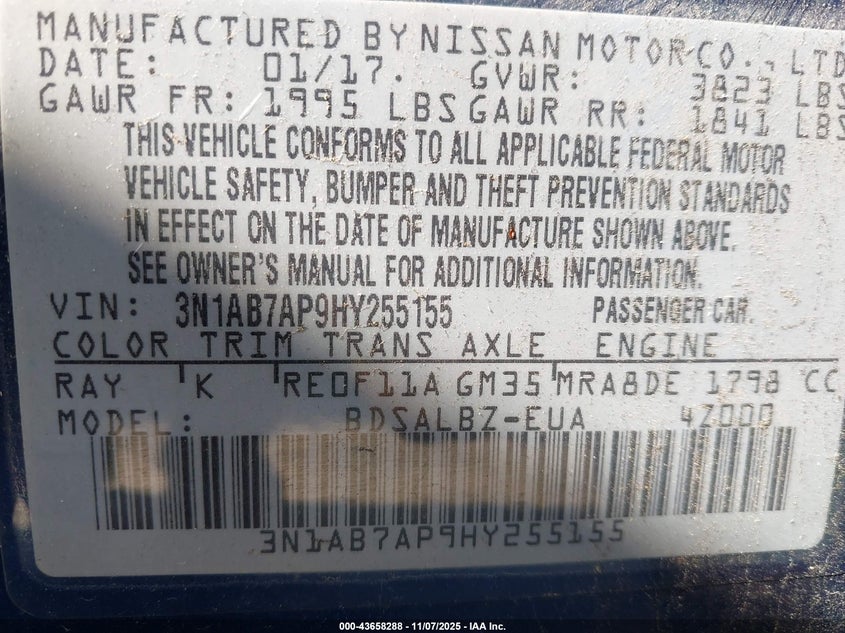 MANUFACTURED BY NISSAN MOTOR CO., LTD
DATE: 01/17. GVWR: 3823 LBS
GAWR FR: 1995 LBS GAWR RR: 1841 LBS
THIS VEHICLE CONFORMS TO ALL APPLICABLE FEDERAL MOTOR
VEHICLE SAFETY, BUMPER AND THEFT PREVENTION STANDARDS
IN EFFECT ON THE DATE OF MANUFACTURE SHOWN ABOVE.
SEE OWNER'S MANUAL FOR ADDITIONAL INFORMATION.
VIN: 3N1AB7AP9HY255155 PASSENGER CAR.
COLOR TRIM TRANS AXLE ENGINE
RAY K RE0F11A GM35 MRA8DE 1798 CC
MODEL: BDSALBZ-EUA 4Z000
3N1AB7AP9HY255155
000-43658288 - 11/07/2025 - IAA Inc.